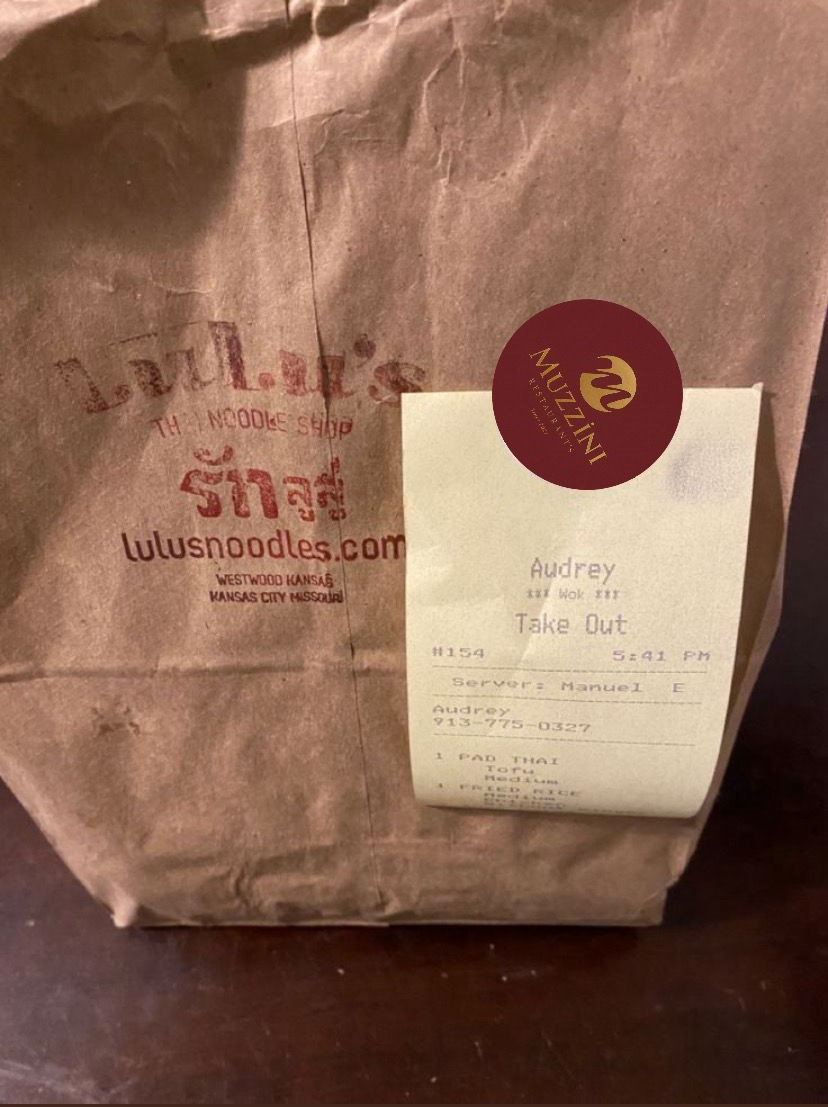 LuLu's
THAI NOODLE SHOP
รัก ลูลู่
lulusnoodles.com
WESTWOOD KANSAS
KANSAS CITY MISSOURI
MUZZiNi
RESTAURANT'S
Audrey
*** Wok ***
Take Out
#154 5:41 PM
Server: Manuel E
Audrey
913-775-0327
1 PAD THAI
Tofu
Medium
1 FRIED RICE
Medium
Chicken